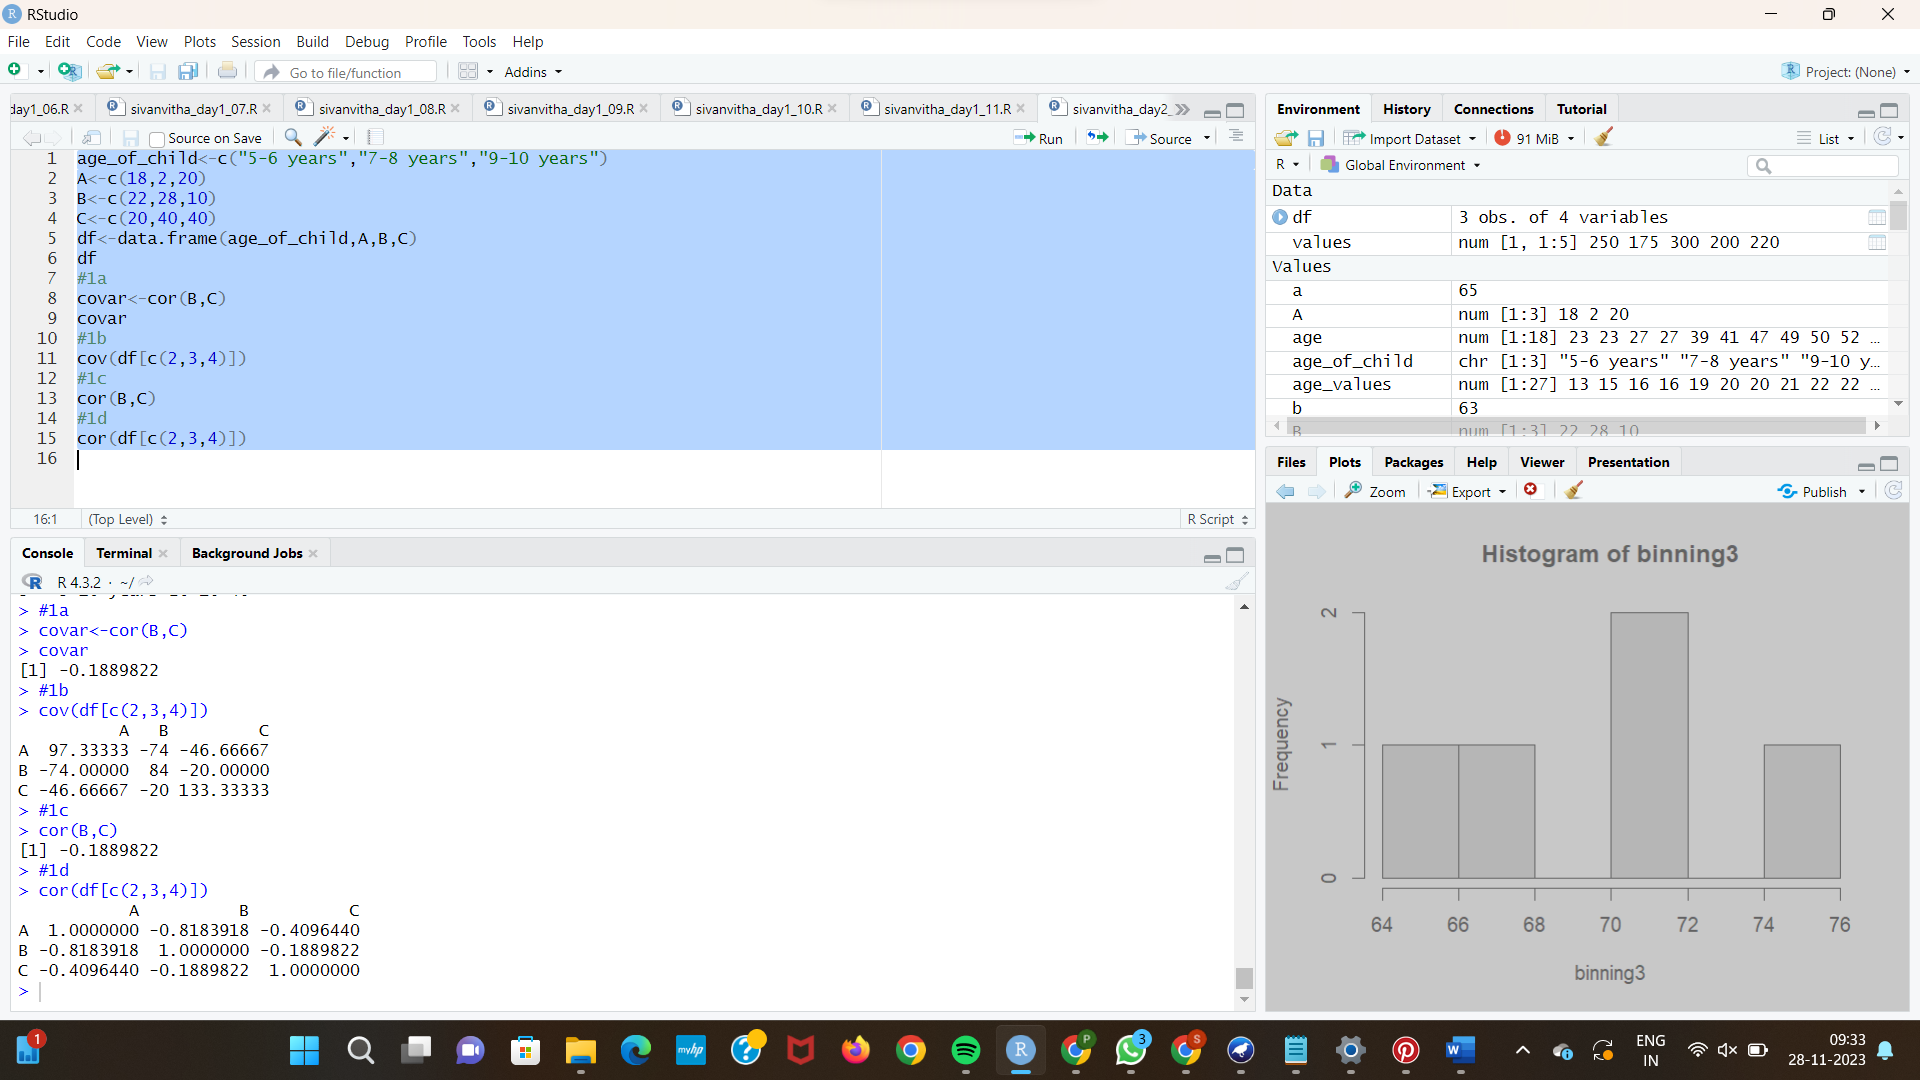 RStudio
File Edit Code View Plots Session Build Debug Profile Tools Help
Go to file/function Addins Project: (None)
day1_06.R sivanvitha_day1_07.R sivanvitha_day1_08.R sivanvitha_day1_09.R sivanvitha_day1_10.R sivanvitha_day1_11.R sivanvitha_day2_
Source on Save Run Source
1 age_of_child<-c("5-6 years","7-8 years","9-10 years")
2 A<-c(18,2,20)
3 B<-c(22,28,10)
4 C<-c(20,40,40)
5 df<-data.frame(age_of_child,A,B,C)
6 df
7 #1a
8 covar<-cor(B,C)
9 covar
10 #1b
11 cov(df[c(2,3,4)])
12 #1c
13 cor(B,C)
14 #1d
15 cor(df[c(2,3,4)])
16
16:1 (Top Level) R Script
Console Terminal Background Jobs
R 4.3.2 · ~/
> #1a
> covar<-cor(B,C)
> covar
[1] -0.1889822
> #1b
> cov(df[c(2,3,4)])
A B C
A 97.33333 -74 -46.66667
B -74.00000 84 -20.00000
C -46.66667 -20 133.33333
> #1c
> cor(B,C)
[1] -0.1889822
> #1d
> cor(df[c(2,3,4)])
A B C
A 1.0000000 -0.8183918 -0.4096440
B -0.8183918 1.0000000 -0.1889822
C -0.4096440 -0.1889822 1.0000000
>
Environment History Connections Tutorial
Import Dataset 91 MiB List
R Global Environment
Data
df 3 obs. of 4 variables
values num [1, 1:5] 250 175 300 200 220
Values
a 65
A num [1:3] 18 2 20
age num [1:18] 23 23 27 27 39 41 47 49 50 52 ...
age_of_child chr [1:3] "5-6 years" "7-8 years" "9-10 y...
age_values num [1:27] 13 15 16 16 19 20 20 21 22 22 ...
b 63
B num [1:3] 22 28 10
Files Plots Packages Help Viewer Presentation
Zoom Export Publish
Histogram of binning3
Frequency
0 1 2
64 66 68 70 72 74 76
binning3
1 myhp P 3 S W
ENG
IN
09:33
28-11-2023